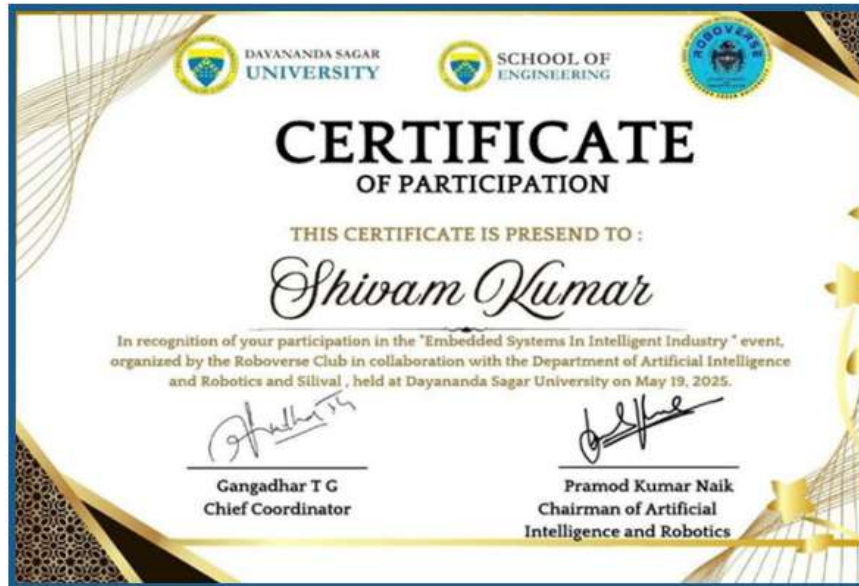 DAYANANDA SAGAR
UNIVERSITY
SCHOOL OF
ENGINEERING
ROBOVERSE
CERTIFICATE
OF PARTICIPATION
THIS CERTIFICATE IS PRESEND TO :
Shivam Kumar
In recognition of your participation in the "Embedded Systems In Intelligent Industry " event,
organized by the Roboverse Club in collaboration with the Department of Artificial Intelligence
and Robotics and Silival , held at Dayananda Sagar University on May 19, 2025.
Gangadhar T G
Chief Coordinator
Pramod Kumar Naik
Chairman of Artificial
Intelligence and Robotics